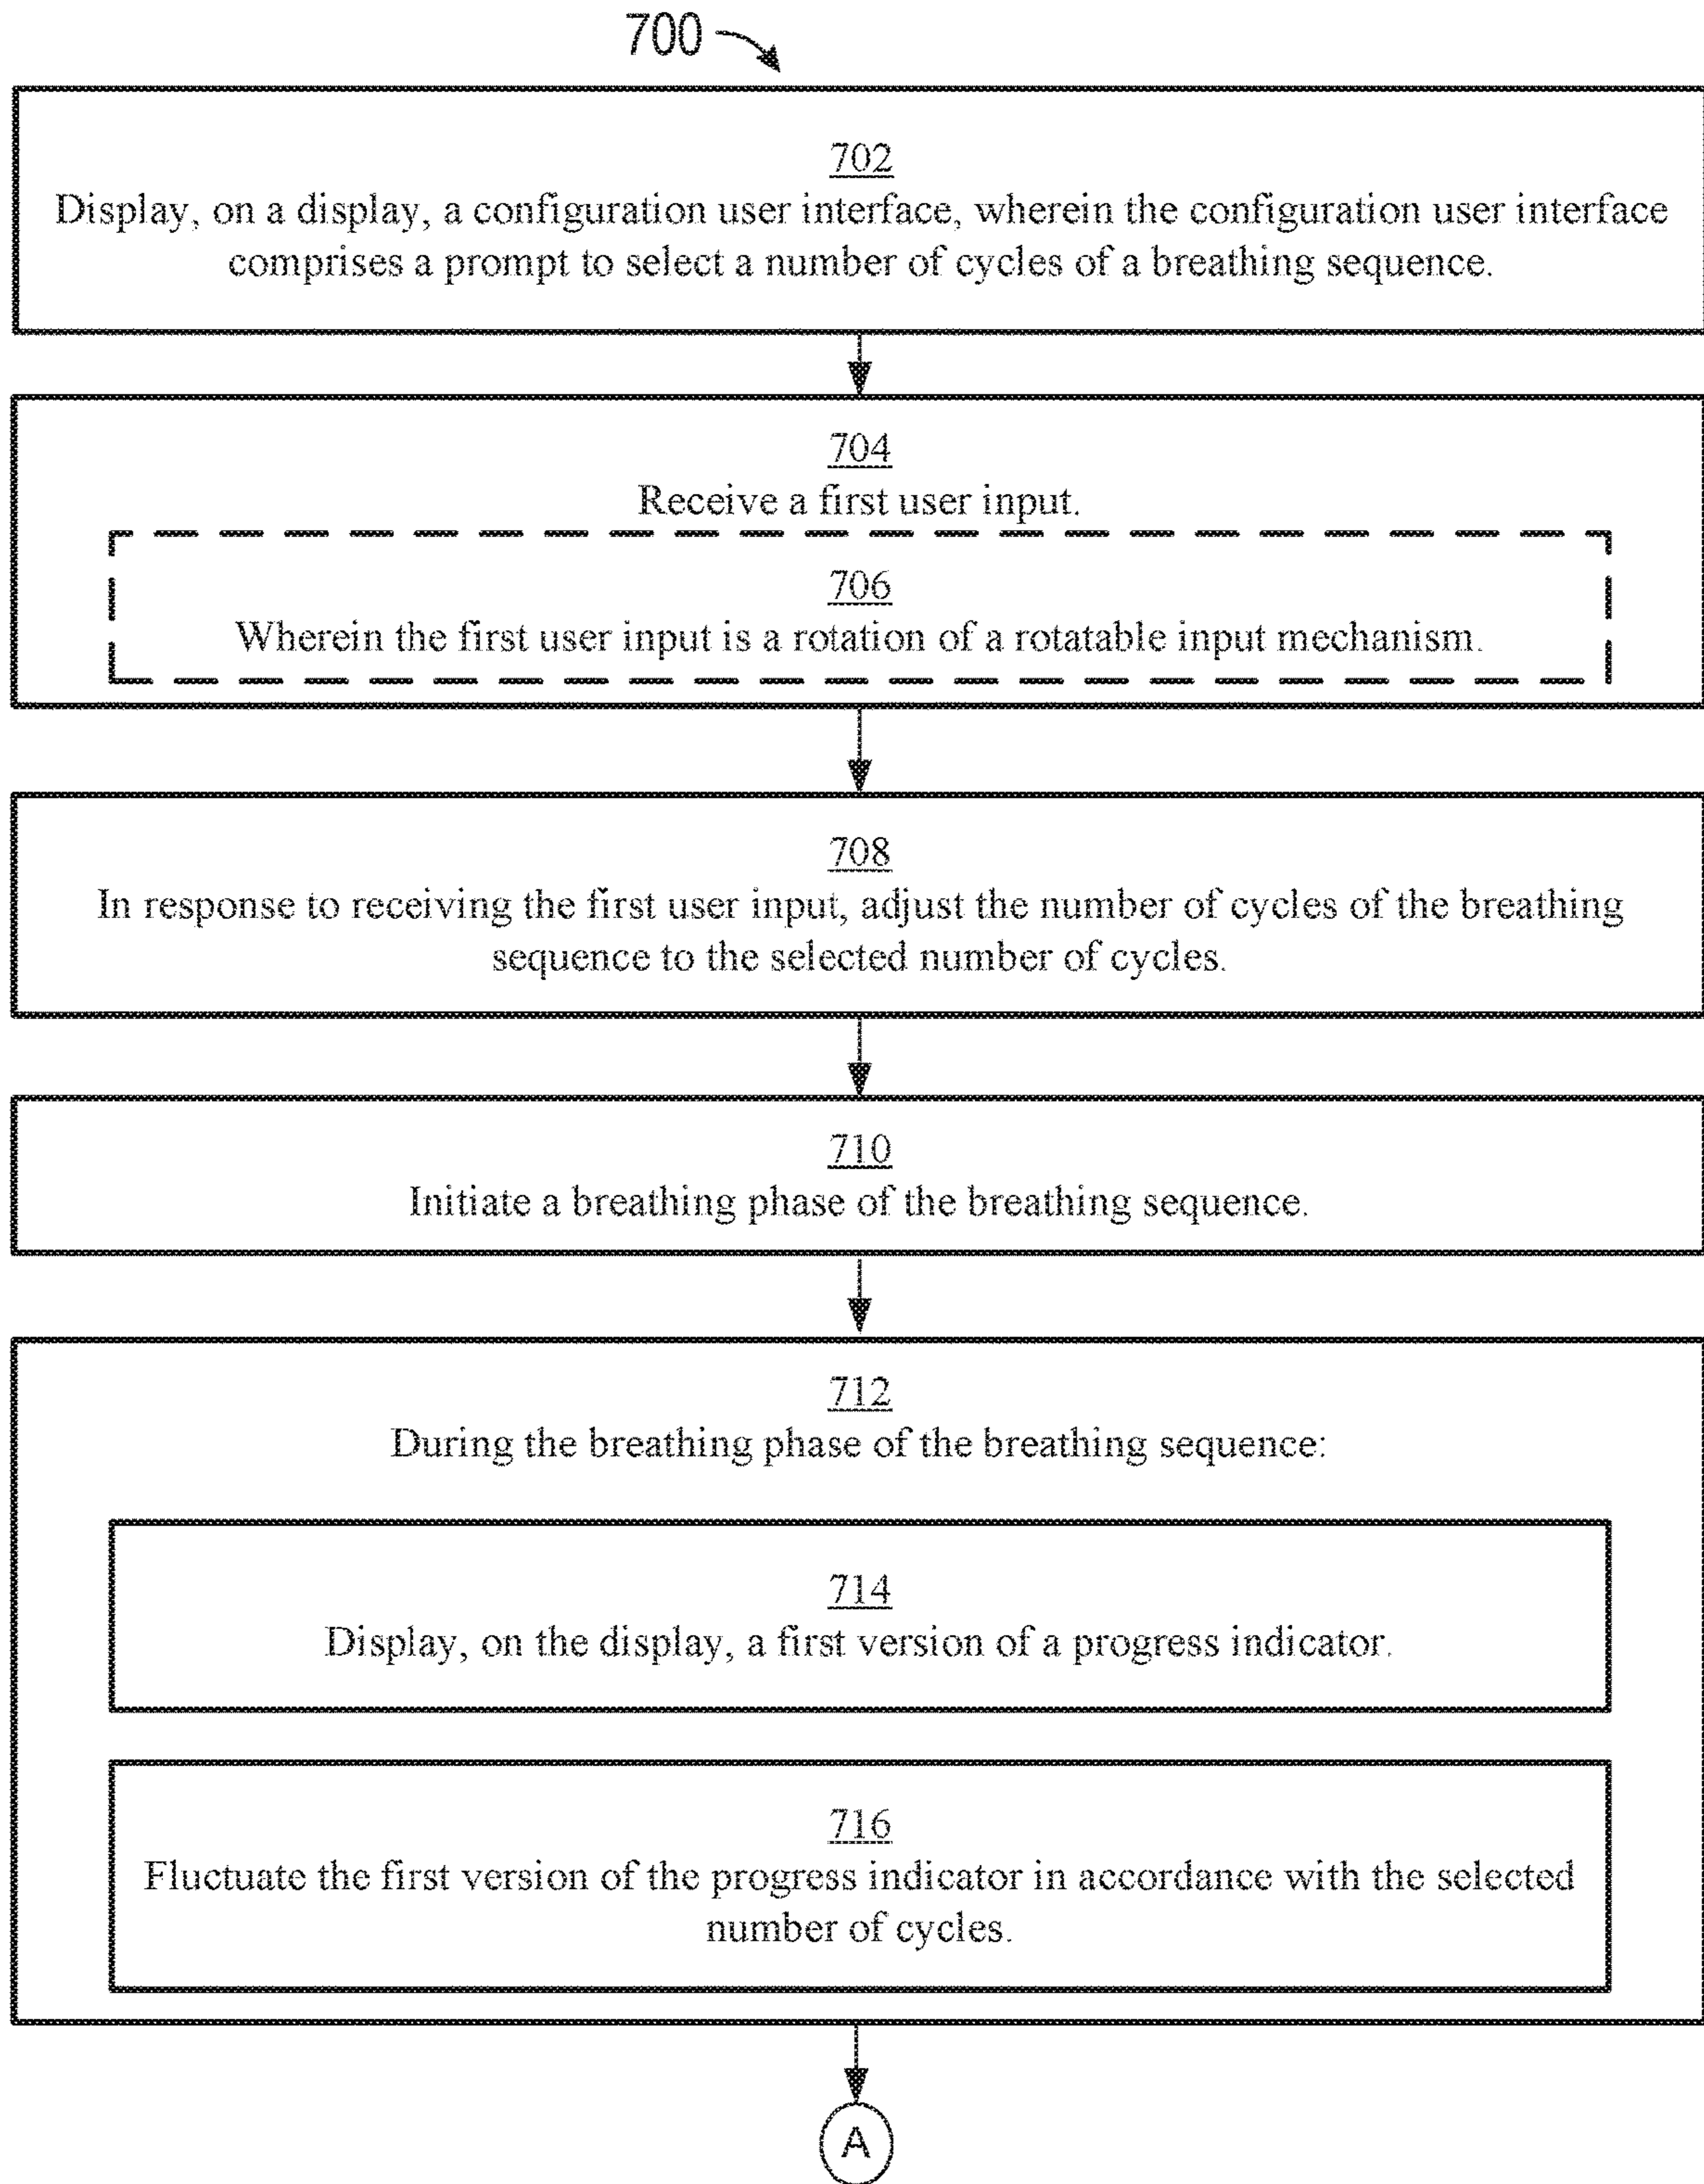 700
702
Display, on a display, a configuration user interface, wherein the configuration user interface
comprises a prompt to select a number of cycles of a breathing sequence.
704
Receive a first user input.
706
Wherein the first user input is a rotation of a rotatable input mechanism.
708
In response to receiving the first user input, adjust the number of cycles of the breathing
sequence to the selected number of cycles.
710
Initiate a breathing phase of the breathing sequence.
712
During the breathing phase of the breathing sequence:
714
Display, on the display, a first version of a progress indicator.
716
Fluctuate the first version of the progress indicator in accordance with the selected
number of cycles.
A